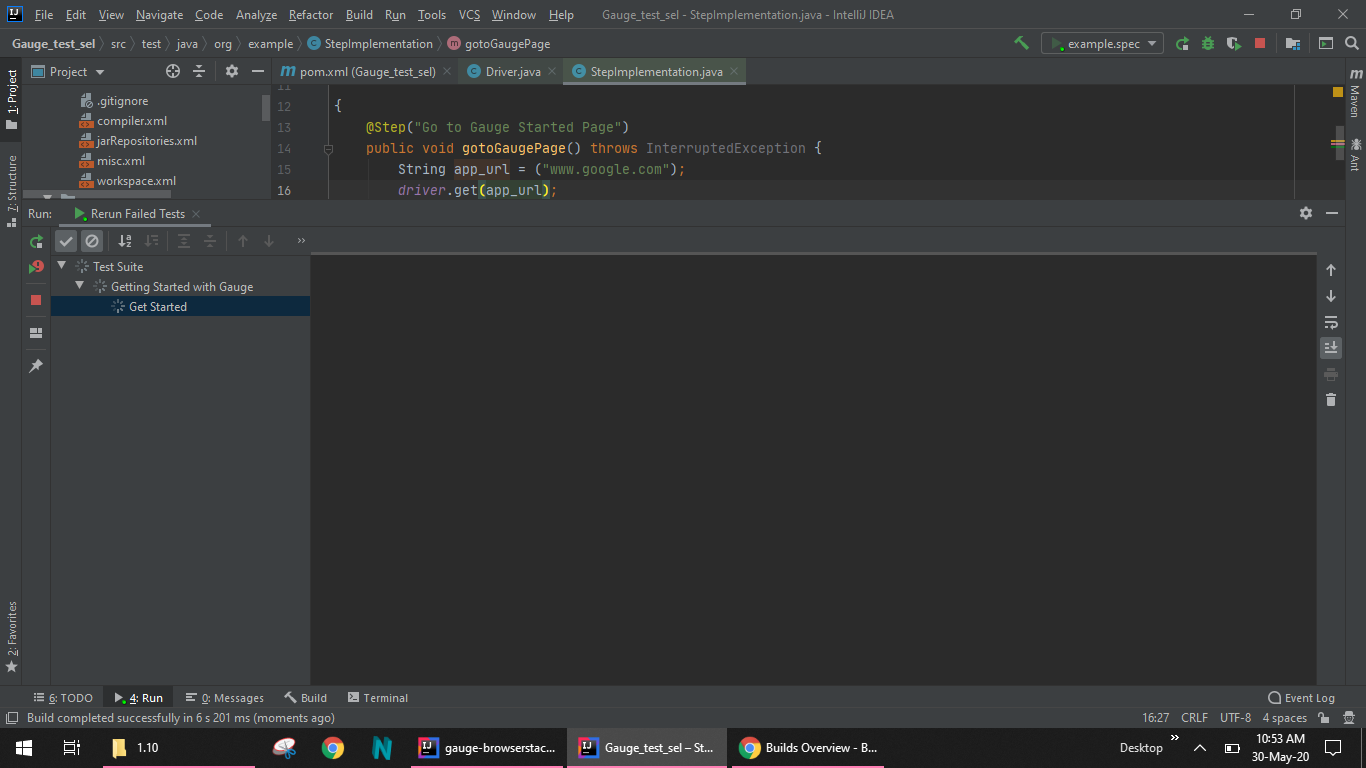 File Edit View Navigate Code Analyze Refactor Build Run Tools VCS Window Help Gauge_test_sel - StepImplementation.java - IntelliJ IDEA
Gauge_test_sel src test java org example StepImplementation gotoGaugePage example.spec
1: Project
Project
pom.xml (Gauge_test_sel) Driver.java StepImplementation.java
Maven
Ant
.gitignore
compiler.xml
jarRepositories.xml
misc.xml
workspace.xml
7: Structure
11
12 {
13 @Step("Go to Gauge Started Page")
14 public void gotoGaugePage() throws InterruptedException {
15 String app_url = ("www.google.com");
16 driver.get(app_url);
Run: Rerun Failed Tests
Test Suite
Getting Started with Gauge
Get Started
2: Favorites
6: TODO 4: Run 0: Messages Build Terminal Event Log
Build completed successfully in 6 s 201 ms (moments ago) 16:27 CRLF UTF-8 4 spaces
1.10 gauge-browserstac... Gauge_test_sel – St... Builds Overview - B... Desktop 10:53 AM
30-May-20